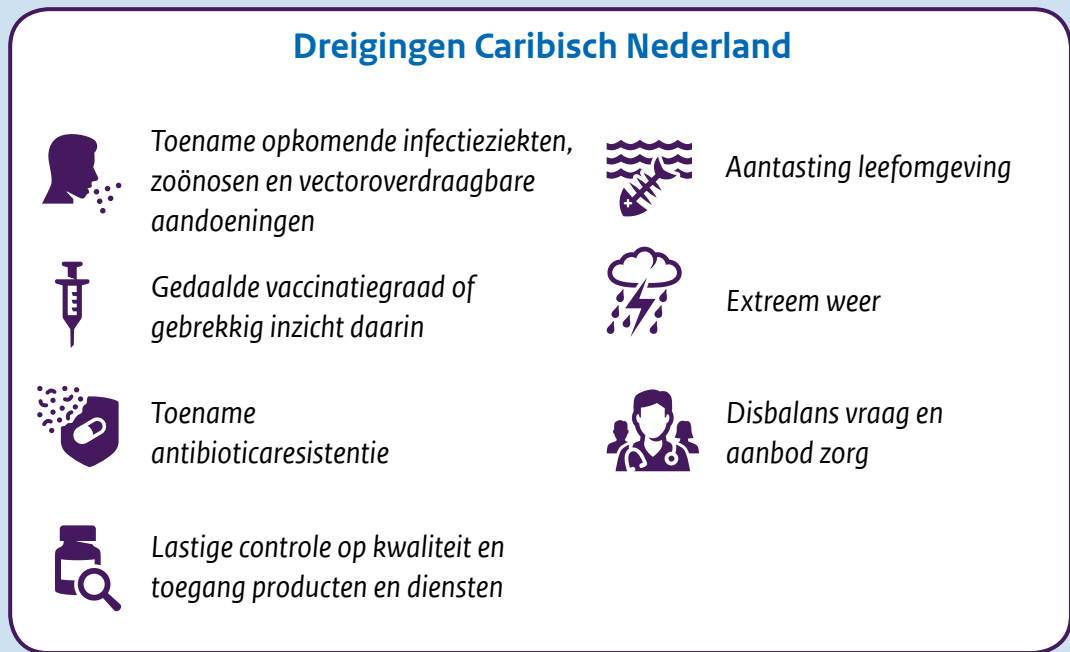 Dreigingen Caribisch Nederland
Toename opkomende infectieziekten,
zoönosen en vectoroverdraagbare
aandoeningen
Gedaalde vaccinatiegraad of
gebrekkig inzicht daarin
Toename
antibioticaresistentie
Lastige controle op kwaliteit en
toegang producten en diensten
Aantasting leefomgeving
Extreem weer
Disbalans vraag en
aanbod zorg